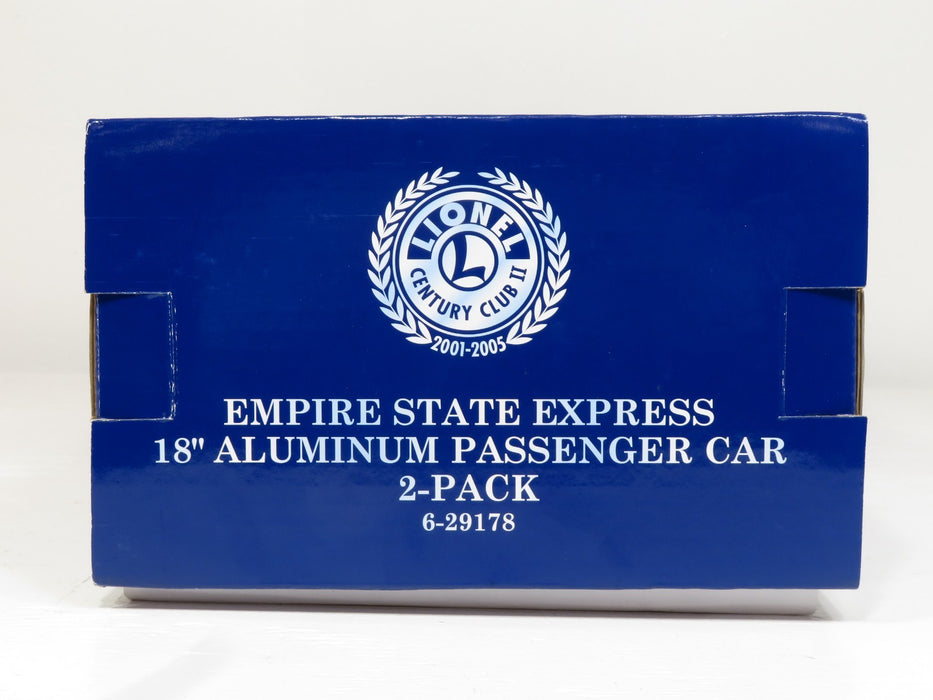 LIONEL
L
CENTURY CLUB II
2001-2005
EMPIRE STATE EXPRESS
18" ALUMINUM PASSENGER CAR
2-PACK
6-29178